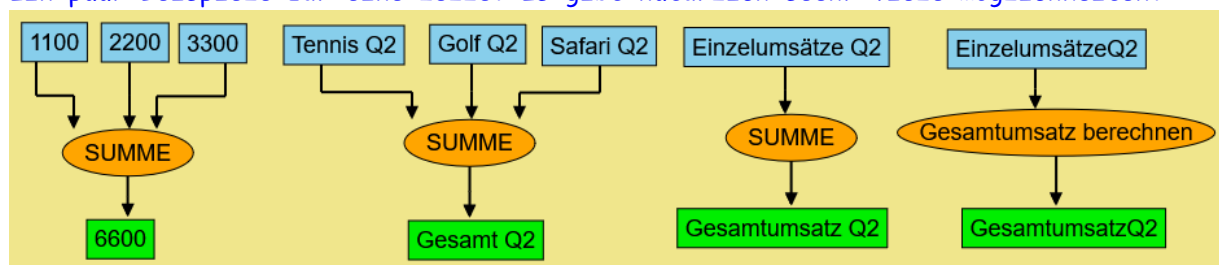 1100 2200 3300 Tennis Q2 Golf Q2 Safari Q2 Einzelumsätze Q2 EinzelumsätzeQ2
SUMME SUMME SUMME Gesamtumsatz berechnen
6600 Gesamt Q2 Gesamtumsatz Q2 GesamtumsatzQ2